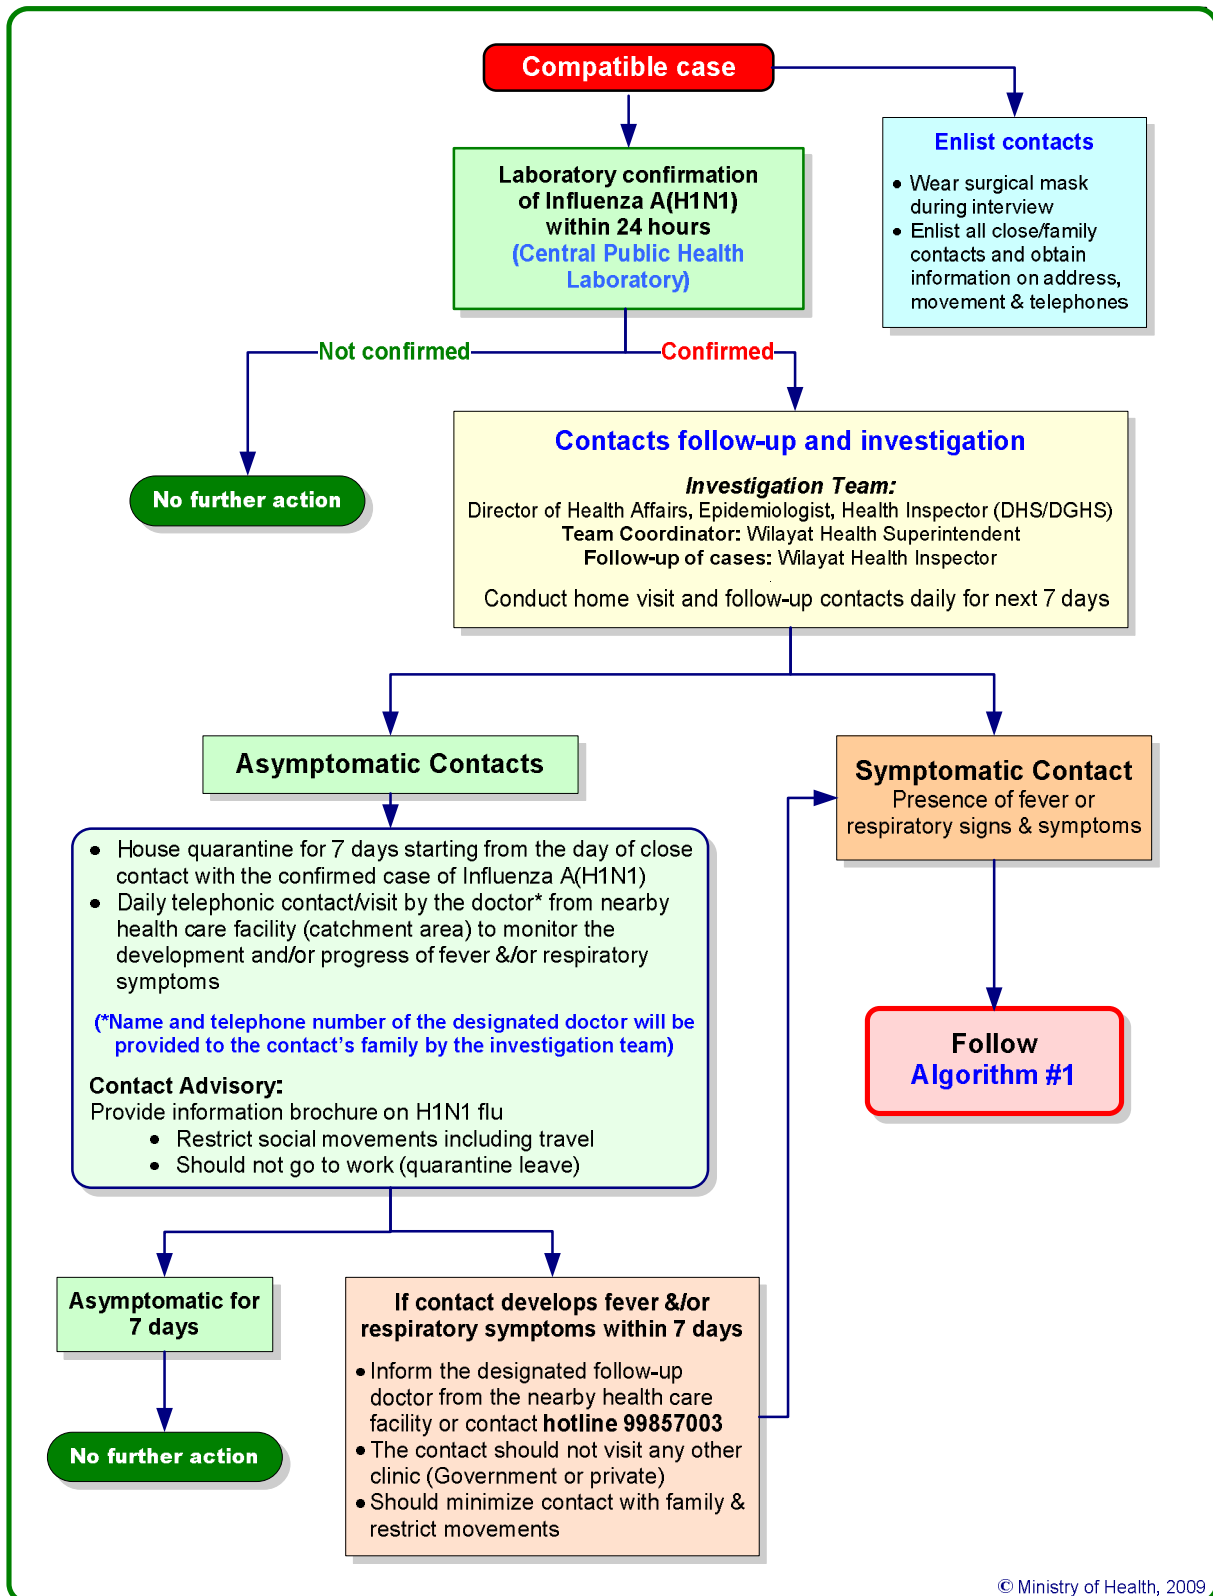 Compatible case
Enlist contacts
• Wear surgical mask
during interview
• Enlist all close/family
contacts and obtain
information on address,
movement & telephones
Laboratory confirmation
of Influenza A(H1N1)
within 24 hours
(Central Public Health
Laboratory)
Not confirmed
Confirmed
No further action
Contacts follow-up and investigation
Investigation Team:
Director of Health Affairs, Epidemiologist, Health Inspector (DHS/DGHS)
Team Coordinator: Wilayat Health Superintendent
Follow-up of cases: Wilayat Health Inspector
Conduct home visit and follow-up contacts daily for next 7 days
Asymptomatic Contacts
Symptomatic Contact
Presence of fever or
respiratory signs & symptoms
• House quarantine for 7 days starting from the day of close
contact with the confirmed case of Influenza A(H1N1)
• Daily telephonic contact/visit by the doctor* from nearby
health care facility (catchment area) to monitor the
development and/or progress of fever &/or respiratory
symptoms
(*Name and telephone number of the designated doctor will be
provided to the contact's family by the investigation team)
Contact Advisory:
Provide information brochure on H1N1 flu
• Restrict social movements including travel
• Should not go to work (quarantine leave)
Follow
Algorithm #1
Asymptomatic for
7 days
No further action
If contact develops fever &/or
respiratory symptoms within 7 days
• Inform the designated follow-up
doctor from the nearby health care
facility or contact hotline 99857003
• The contact should not visit any other
clinic (Government or private)
• Should minimize contact with family &
restrict movements
© Ministry of Health, 2009